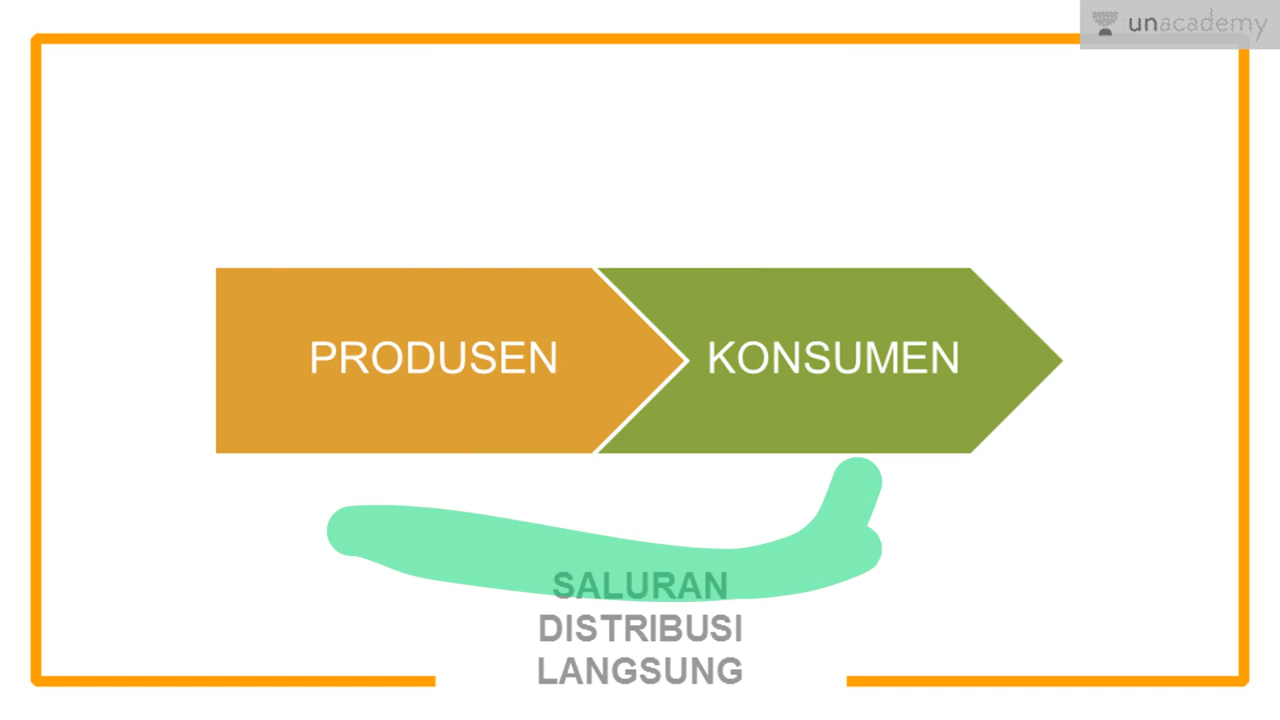 unacademy
PRODUSEN
KONSUMEN
SALURAN
DISTRIBUSI
LANGSUNG